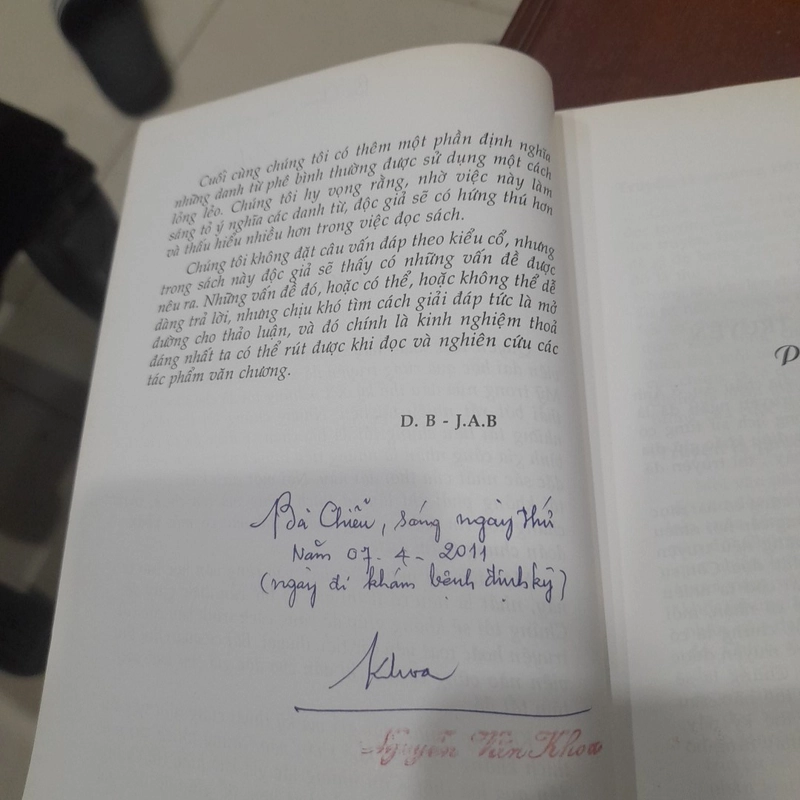 Cuối cùng chúng tôi có thêm một phần định nghĩa
những danh từ phê bình thường được sử dụng một cách
lỏng lẻo. Chúng tôi hy vọng rằng, nhờ việc này làm
sáng tỏ ý nghĩa các danh từ, độc giả sẽ có hứng thú hơn
và thấu hiểu nhiều hơn trong việc đọc sách.
Chúng tôi không đặt câu vấn đáp theo kiểu cổ, nhưng
trong sách này độc giả sẽ thấy có những vấn đề được
nêu ra. Những vấn đề đó, hoặc có thể, hoặc không thể dễ
dàng trả lời, nhưng chịu khó tìm cách giải đáp tức là mở
đường cho thảo luận, và đó chính là kinh nghiệm thoả
đáng nhất ta có thể rút được khi đọc và nghiên cứu các
tác phẩm văn chương.
D. B - J.A.B
Bà Chiểu, sáng ngày thứ
Năm 07-4-2011
(ngày đi khám bệnh định kỳ)
Khoa
Nguyễn Viên Khoa